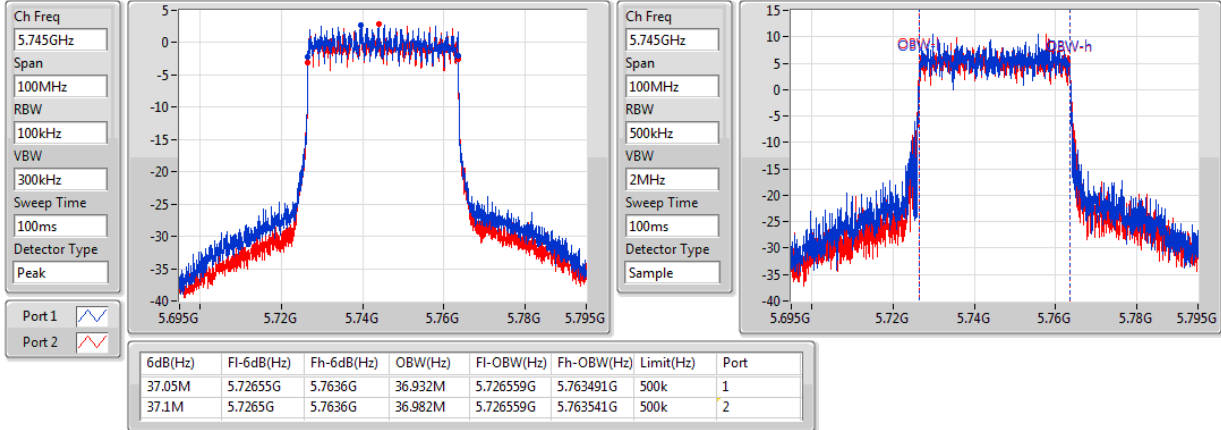 Ch Freq
5.745GHz
Span
100MHz
RBW
100kHz
VBW
300kHz
Sweep Time
100ms
Detector Type
Peak
Port 1
Port 2
5
0
-5
-10
-15
-20
-25
-30
-35
-40
5.695G 5.72G 5.74G 5.76G 5.78G 5.795G
Ch Freq
5.745GHz
Span
100MHz
RBW
500kHz
VBW
2MHz
Sweep Time
100ms
Detector Type
Sample
15
10
5
0
-5
-10
-15
-20
-25
-30
-35
-40
OBW-h
5.695G 5.72G 5.74G 5.76G 5.78G 5.795G
6dB(Hz) Fl-6dB(Hz) Fh-6dB(Hz) OBW(Hz) Fl-OBW(Hz) Fh-OBW(Hz) Limit(Hz) Port
37.05M 5.72655G 5.7636G 36.932M 5.726559G 5.763491G 500k 1
37.1M 5.7265G 5.7636G 36.982M 5.726559G 5.763541G 500k 2